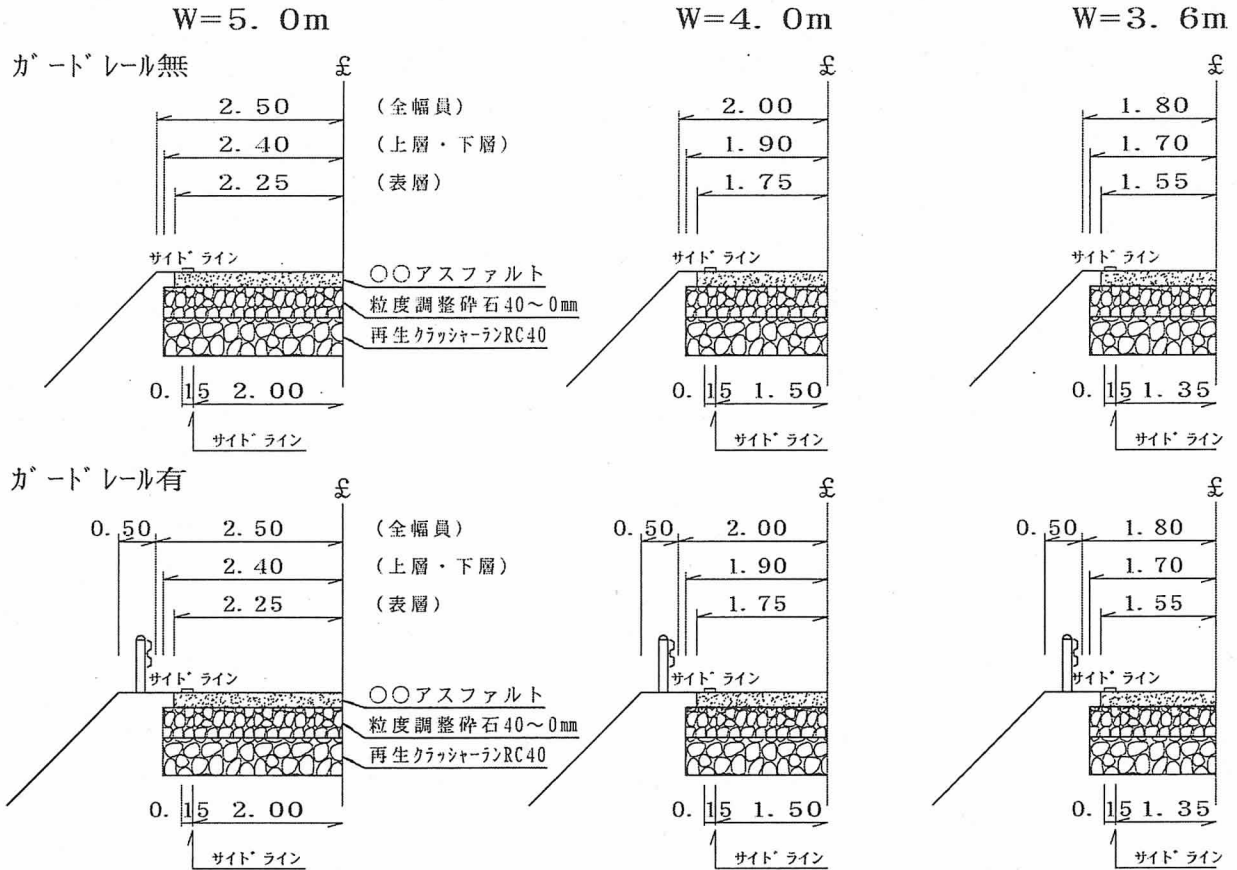 W=5. 0m W=4. 0m W=3. 6m
ガードレール無 £ £ £
2. 50 (全幅員) 2. 00 1. 80
2. 40 (上層・下層) 1. 90 1. 70
2. 25 (表層) 1. 75 1. 55
サイドライン サイドライン サイドライン
○○アスファルト
粒度調整砕石40～0mm
再生クラッシャーランRC40
0. 15 2. 00 0. 15 1. 50 0. 15 1. 35
サイドライン サイドライン サイドライン
ガードレール有 £ £ £
0. 50 2. 50 (全幅員) 0. 50 2. 00 0. 50 1. 80
2. 40 (上層・下層) 1. 90 1. 70
2. 25 (表層) 1. 75 1. 55
サイドライン サイドライン サイドライン
○○アスファルト
粒度調整砕石40～0mm
再生クラッシャーランRC40
0. 15 2. 00 0. 15 1. 50 0. 15 1. 35
サイドライン サイドライン サイドライン